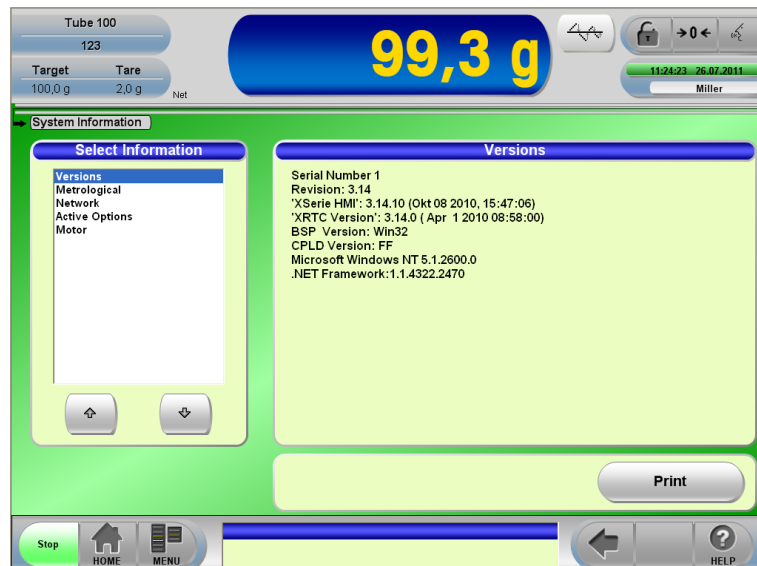 Tube 100
123
Target Tare
100,0 g 2,0 g
Net
99,3 g
→0←
11:24:23 26.07.2011
Miller
System Information
Select Information
Versions
Metrological
Network
Active Options
Motor
Versions
Serial Number 1
Revision: 3.14
'XSerie HMI': 3.14.10 (Okt 08 2010, 15:47:06)
'XRTC Version': 3.14.0 ( Apr 1 2010 08:58:00)
BSP Version: Win32
CPLD Version: FF
Microsoft Windows NT 5.1.2600.0
.NET Framework:1.1.4322.2470
Print
Stop
HOME
MENU
HELP